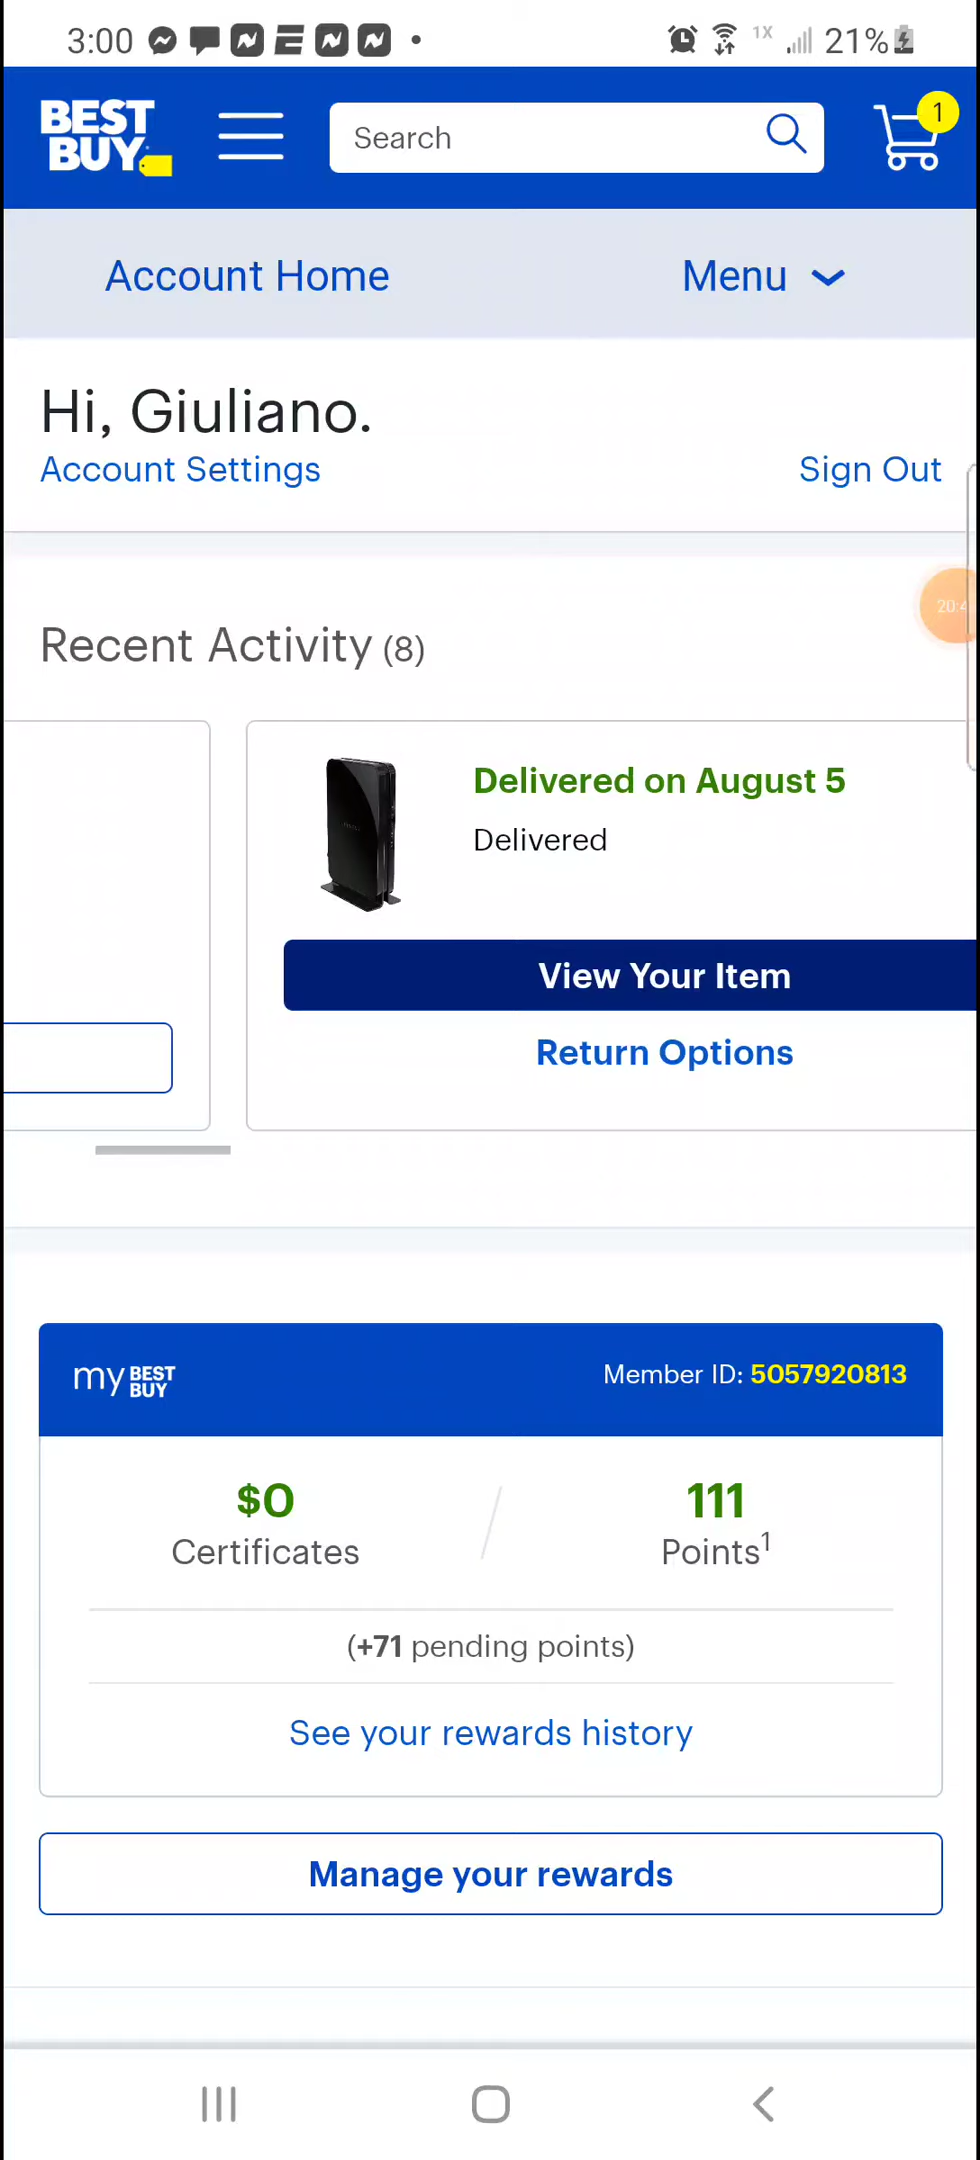 3:00 1X 21%
BEST BUY Search 1
Account Home Menu
Hi, Giuliano.
Account Settings Sign Out
20:4
Recent Activity (8)
Delivered on August 5
Delivered
View Your Item
Return Options
my BEST BUY Member ID: 5057920813
$0 111
Certificates Points¹
(+71 pending points)
See your rewards history
Manage your rewards